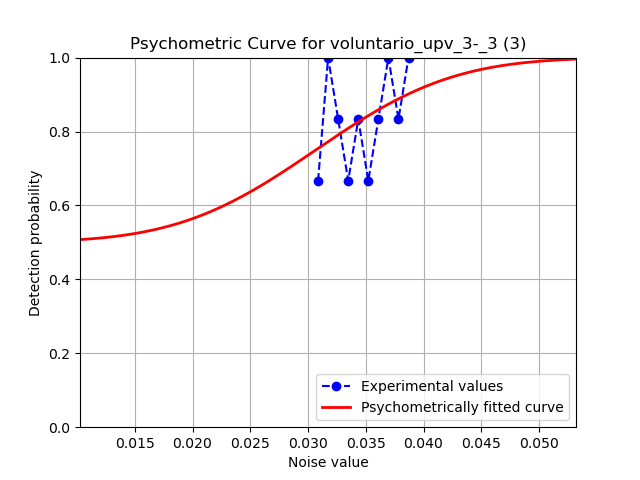 Psychometric Curve for voluntario_upv_3-_3 (3)
1.0
0.8
0.6
0.4
0.2
0.0
Detection probability
0.015 0.020 0.025 0.030 0.035 0.040 0.045 0.050
Noise value
Experimental values
Psychometrically fitted curve